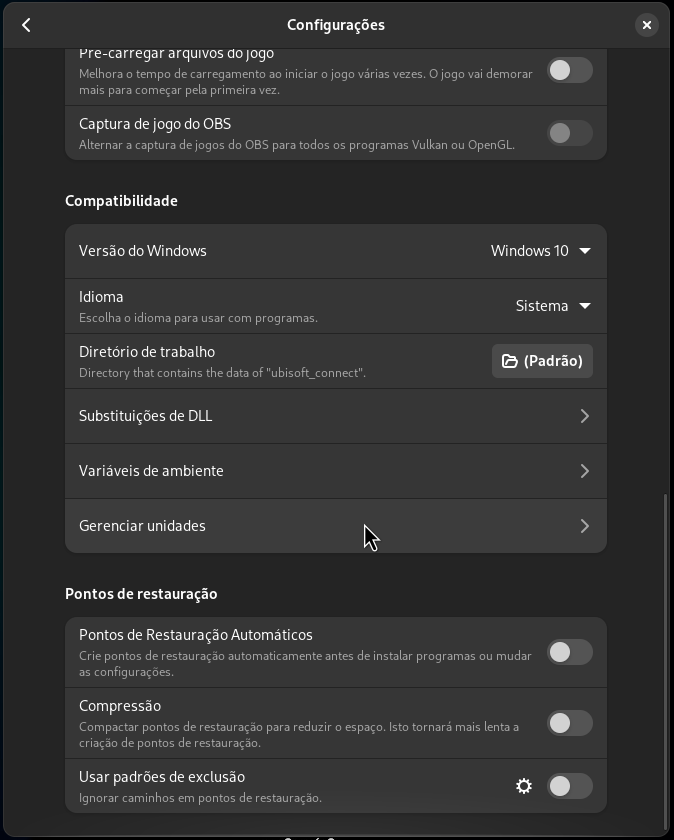 Configurações
Pré-carregar arquivos do jogo
Melhora o tempo de carregamento ao iniciar o jogo várias vezes. O jogo vai demorar
mais para começar pela primeira vez.
Captura de jogo do OBS
Alternar a captura de jogos do OBS para todos os programas Vulkan ou OpenGL.
Compatibilidade
Versão do Windows
Windows 10
Idioma
Escolha o idioma para usar com programas.
Sistema
Diretório de trabalho
Directory that contains the data of "ubisoft_connect".
(Padrão)
Substituições de DLL
Variáveis de ambiente
Gerenciar unidades
Pontos de restauração
Pontos de Restauração Automáticos
Crie pontos de restauração automaticamente antes de instalar programas ou mudar
as configurações.
Compressão
Compactar pontos de restauração para reduzir o espaço. Isto tornará mais lenta a
criação de pontos de restauração.
Usar padrões de exclusão
Ignorar caminhos em pontos de restauração.